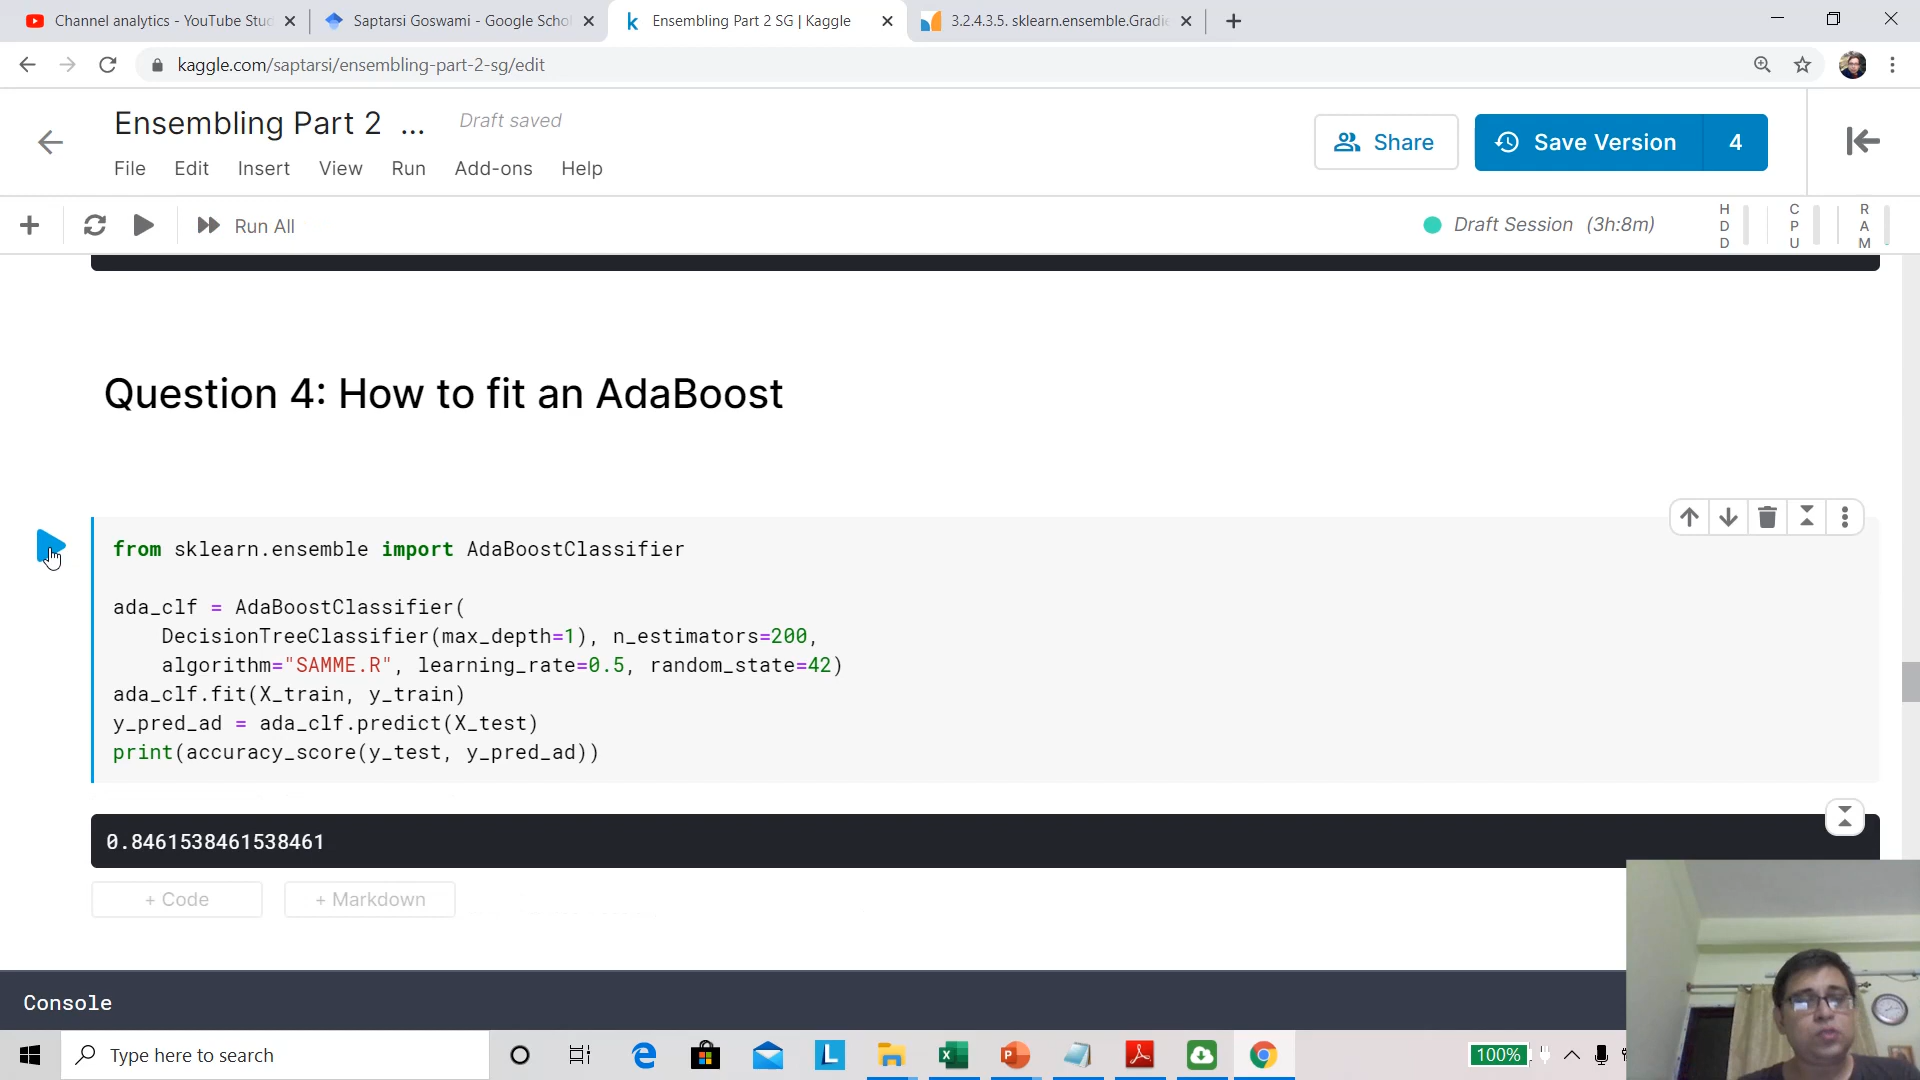 Channel analytics - YouTube Stud
Saptarsi Goswami - Google Schol
Ensembling Part 2 SG | Kaggle
3.2.4.3.5. sklearn.ensemble.Gradie
kaggle.com/saptarsi/ensembling-part-2-sg/edit
Ensembling Part 2 ...
Draft saved
File Edit Insert View Run Add-ons Help
Share
Save Version 4
Run All
Draft Session (3h:8m)
HDD
CPU
RAM
Question 4: How to fit an AdaBoost
from sklearn.ensemble import AdaBoostClassifier
ada_clf = AdaBoostClassifier(
DecisionTreeClassifier(max_depth=1), n_estimators=200,
algorithm="SAMME.R", learning_rate=0.5, random_state=42)
ada_clf.fit(X_train, y_train)
y_pred_ad = ada_clf.predict(X_test)
print(accuracy_score(y_test, y_pred_ad))
0.8461538461538461
+ Code
+ Markdown
Console
Type here to search
100%